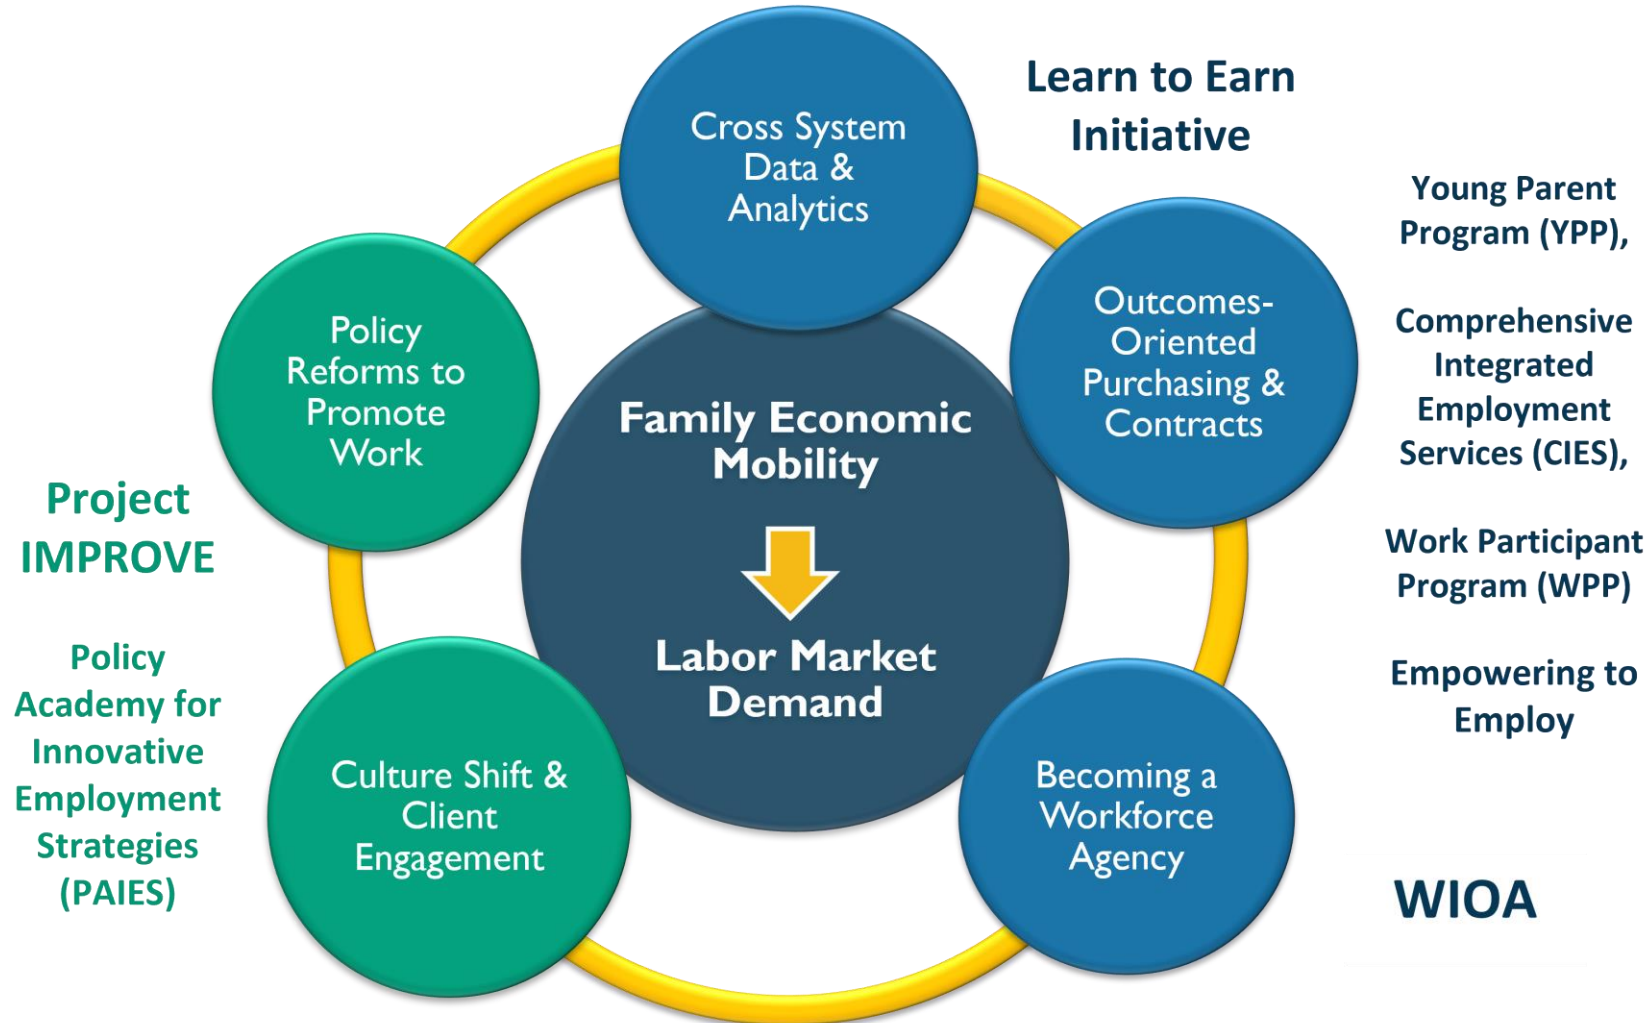 Cross System
Data &
Analytics
Learn to Earn
Initiative
Young Parent
Program (YPP),
Outcomes-
Oriented
Purchasing &
Contracts
Comprehensive
Integrated
Employment
Services (CIES),
Policy
Reforms to
Promote
Work
Family Economic
Mobility
Labor Market
Demand
Project
IMPROVE
Work Participant
Program (WPP)
Policy
Academy for
Innovative
Employment
Strategies
(PAIES)
Empowering to
Employ
Culture Shift &
Client
Engagement
Becoming a
Workforce
Agency
WIOA